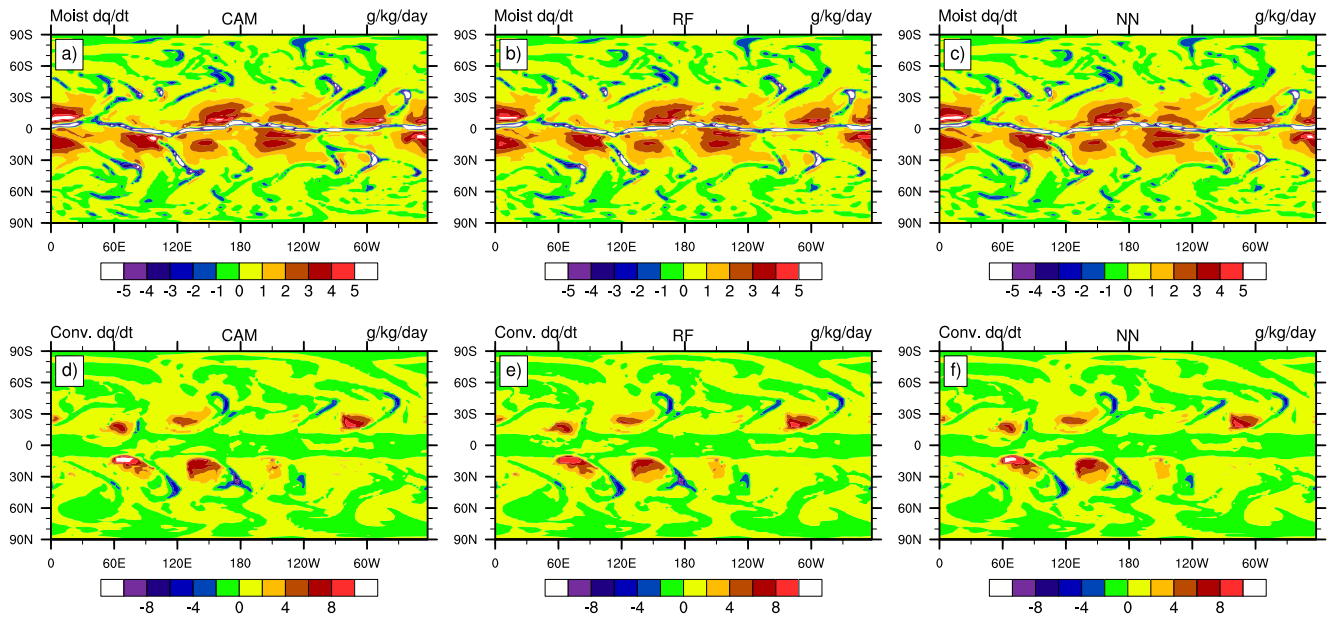 Moist dq/dt CAM g/kg/day
a)
90S
60S
30S
0
30N
60N
90N
0 60E 120E 180 120W 60W
-5 -4 -3 -2 -1 0 1 2 3 4 5
Moist dq/dt RF g/kg/day
b)
90S
60S
30S
0
30N
60N
90N
0 60E 120E 180 120W 60W
-5 -4 -3 -2 -1 0 1 2 3 4 5
Moist dq/dt NN g/kg/day
c)
90S
60S
30S
0
30N
60N
90N
0 60E 120E 180 120W 60W
-5 -4 -3 -2 -1 0 1 2 3 4 5
Conv. dq/dt CAM g/kg/day
d)
90S
60S
30S
0
30N
60N
90N
0 60E 120E 180 120W 60W
-8 -4 0 4 8
Conv. dq/dt RF g/kg/day
e)
90S
60S
30S
0
30N
60N
90N
0 60E 120E 180 120W 60W
-8 -4 0 4 8
Conv. dq/dt NN g/kg/day
f)
90S
60S
30S
0
30N
60N
90N
0 60E 120E 180 120W 60W
-8 -4 0 4 8